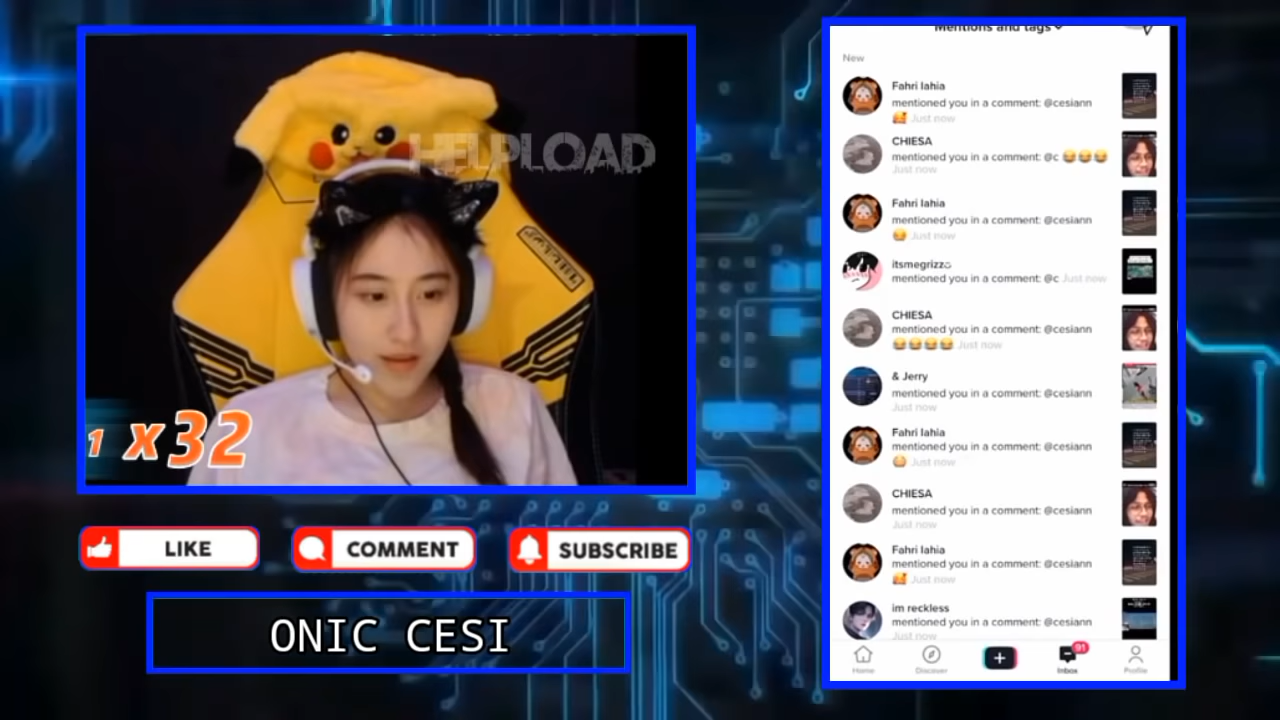 HELPLOAD
1 x32
LIKE
COMMENT
SUBSCRIBE
ONIC CESI
Mentions and tags
New
Fahri lahia
mentioned you in a comment: @cesiann
🥰 Just now
CHIESA
mentioned you in a comment: @c 😂😂😂
Just now
Fahri lahia
mentioned you in a comment: @cesiann
😂 Just now
itsmegrizz
mentioned you in a comment: @c Just now
CHIESA
mentioned you in a comment: @cesiann
😂😂😂😂 Just now
& Jerry
mentioned you in a comment: @cesiann
Just now
Fahri lahia
mentioned you in a comment: @cesiann
Just now
CHIESA
mentioned you in a comment: @cesiann
Just now
Fahri lahia
mentioned you in a comment: @cesiann
🥰 Just now
im reckless
mentioned you in a comment: @cesiann
Just now
91
Home
Discover
Inbox
Profile